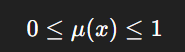 0 ≤ μ(x) ≤ 1